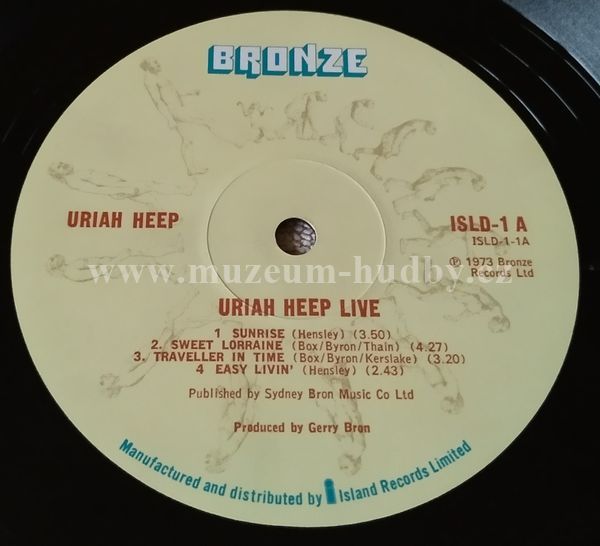 BRONZE
URIAH HEEP
ISLD-1 A
ISLD-1-1A
℗ 1973 Bronze
Records Ltd
www.muzeum-hudby.cz
URIAH HEEP LIVE
1 SUNRISE (Hensley) (3.50)
2. SWEET LORRAINE (Box/Byron/Thain) (4.27)
3. TRAVELLER IN TIME (Box/Byron/Kerslake) (3.20)
4 EASY LIVIN' (Hensley) (2.43)
Published by Sydney Bron Music Co Ltd
Produced by Gerry Bron
Manufactured and distributed by i Island Records Limited